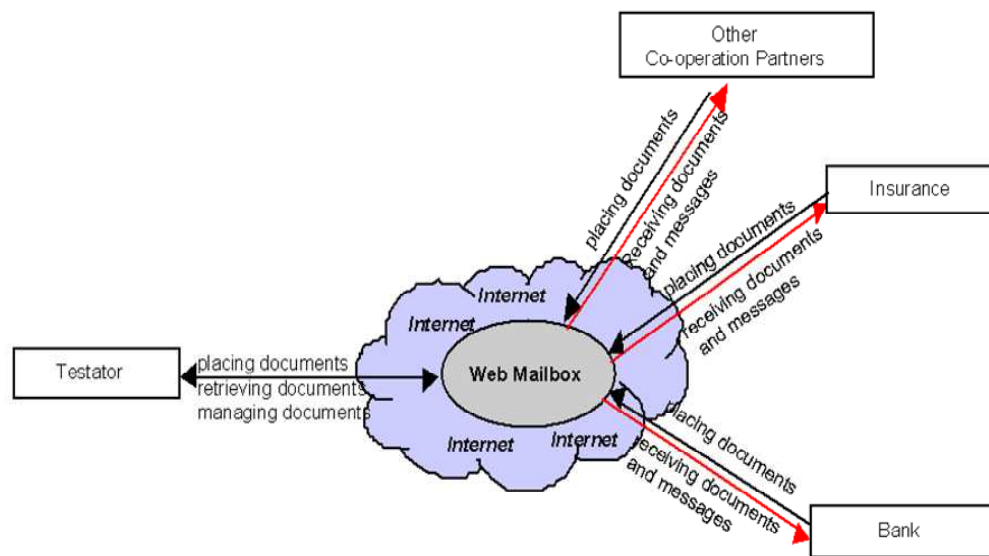 Other
Co-operation Partners
placing documents
Receiving documents
and messages
Insurance
placing documents
receiving documents
and messages
Internet
Internet
Testator
placing documents
retrieving documents
managing documents
Web Mailbox
Internet
Internet
placing documents
receiving documents
and messages
Bank